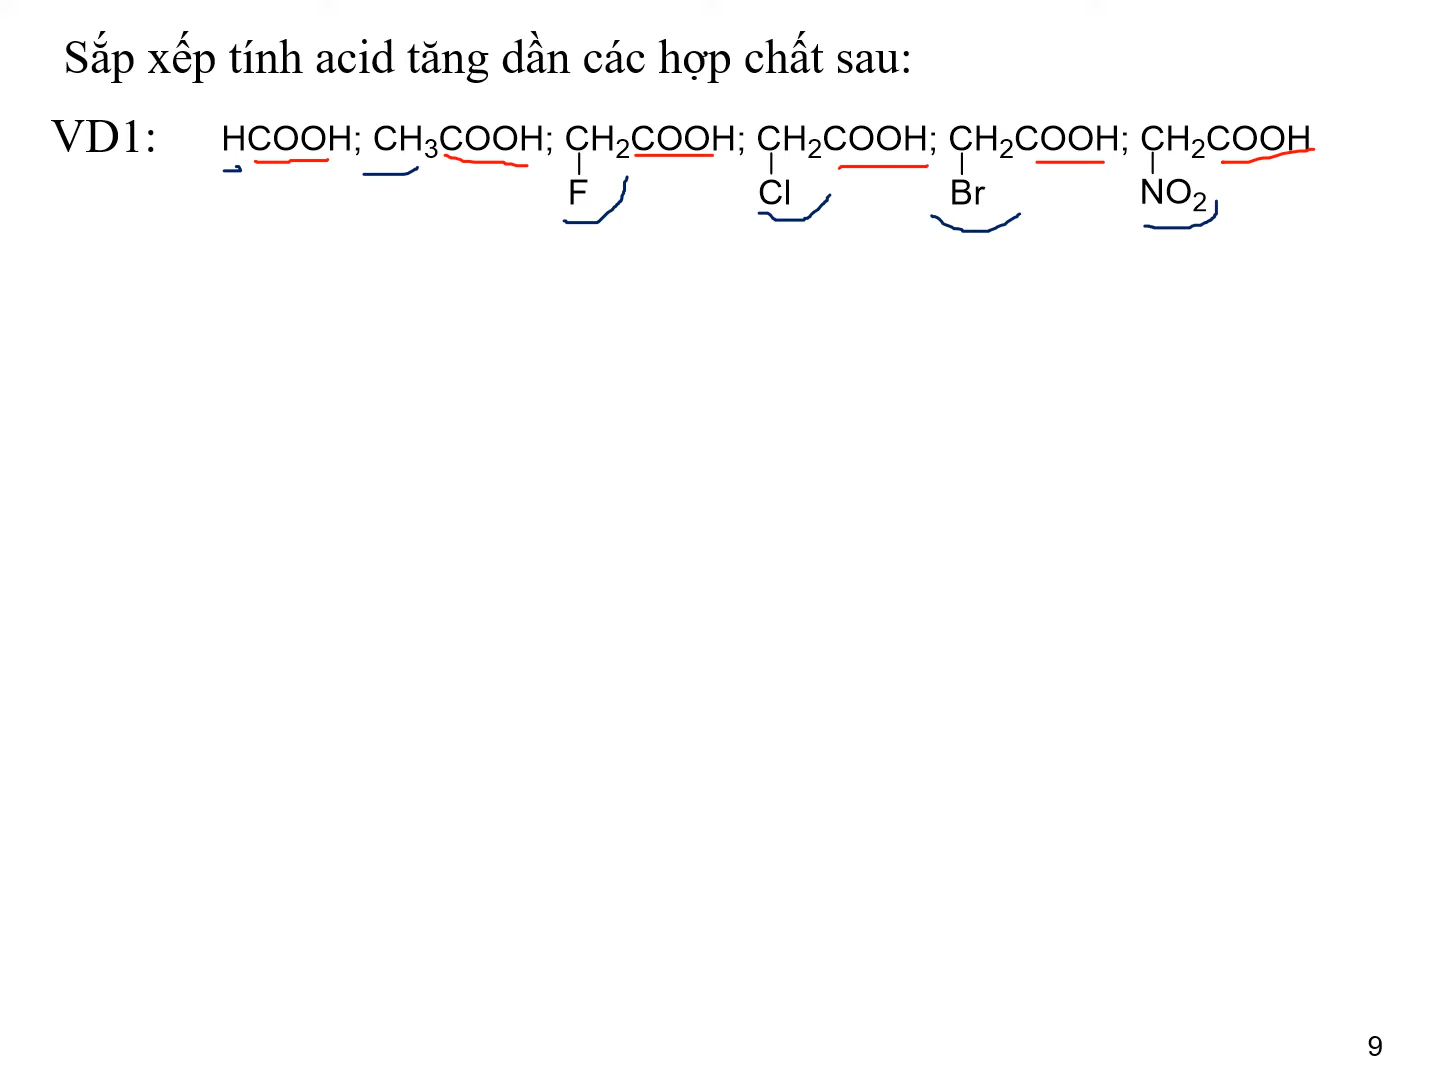 Sắp xếp tính acid tăng dần các hợp chất sau:
VD1: HCOOH; CH₃COOH; CH₂COOH; CH₂COOH; CH₂COOH; CH₂COOH
F Cl Br NO₂
9